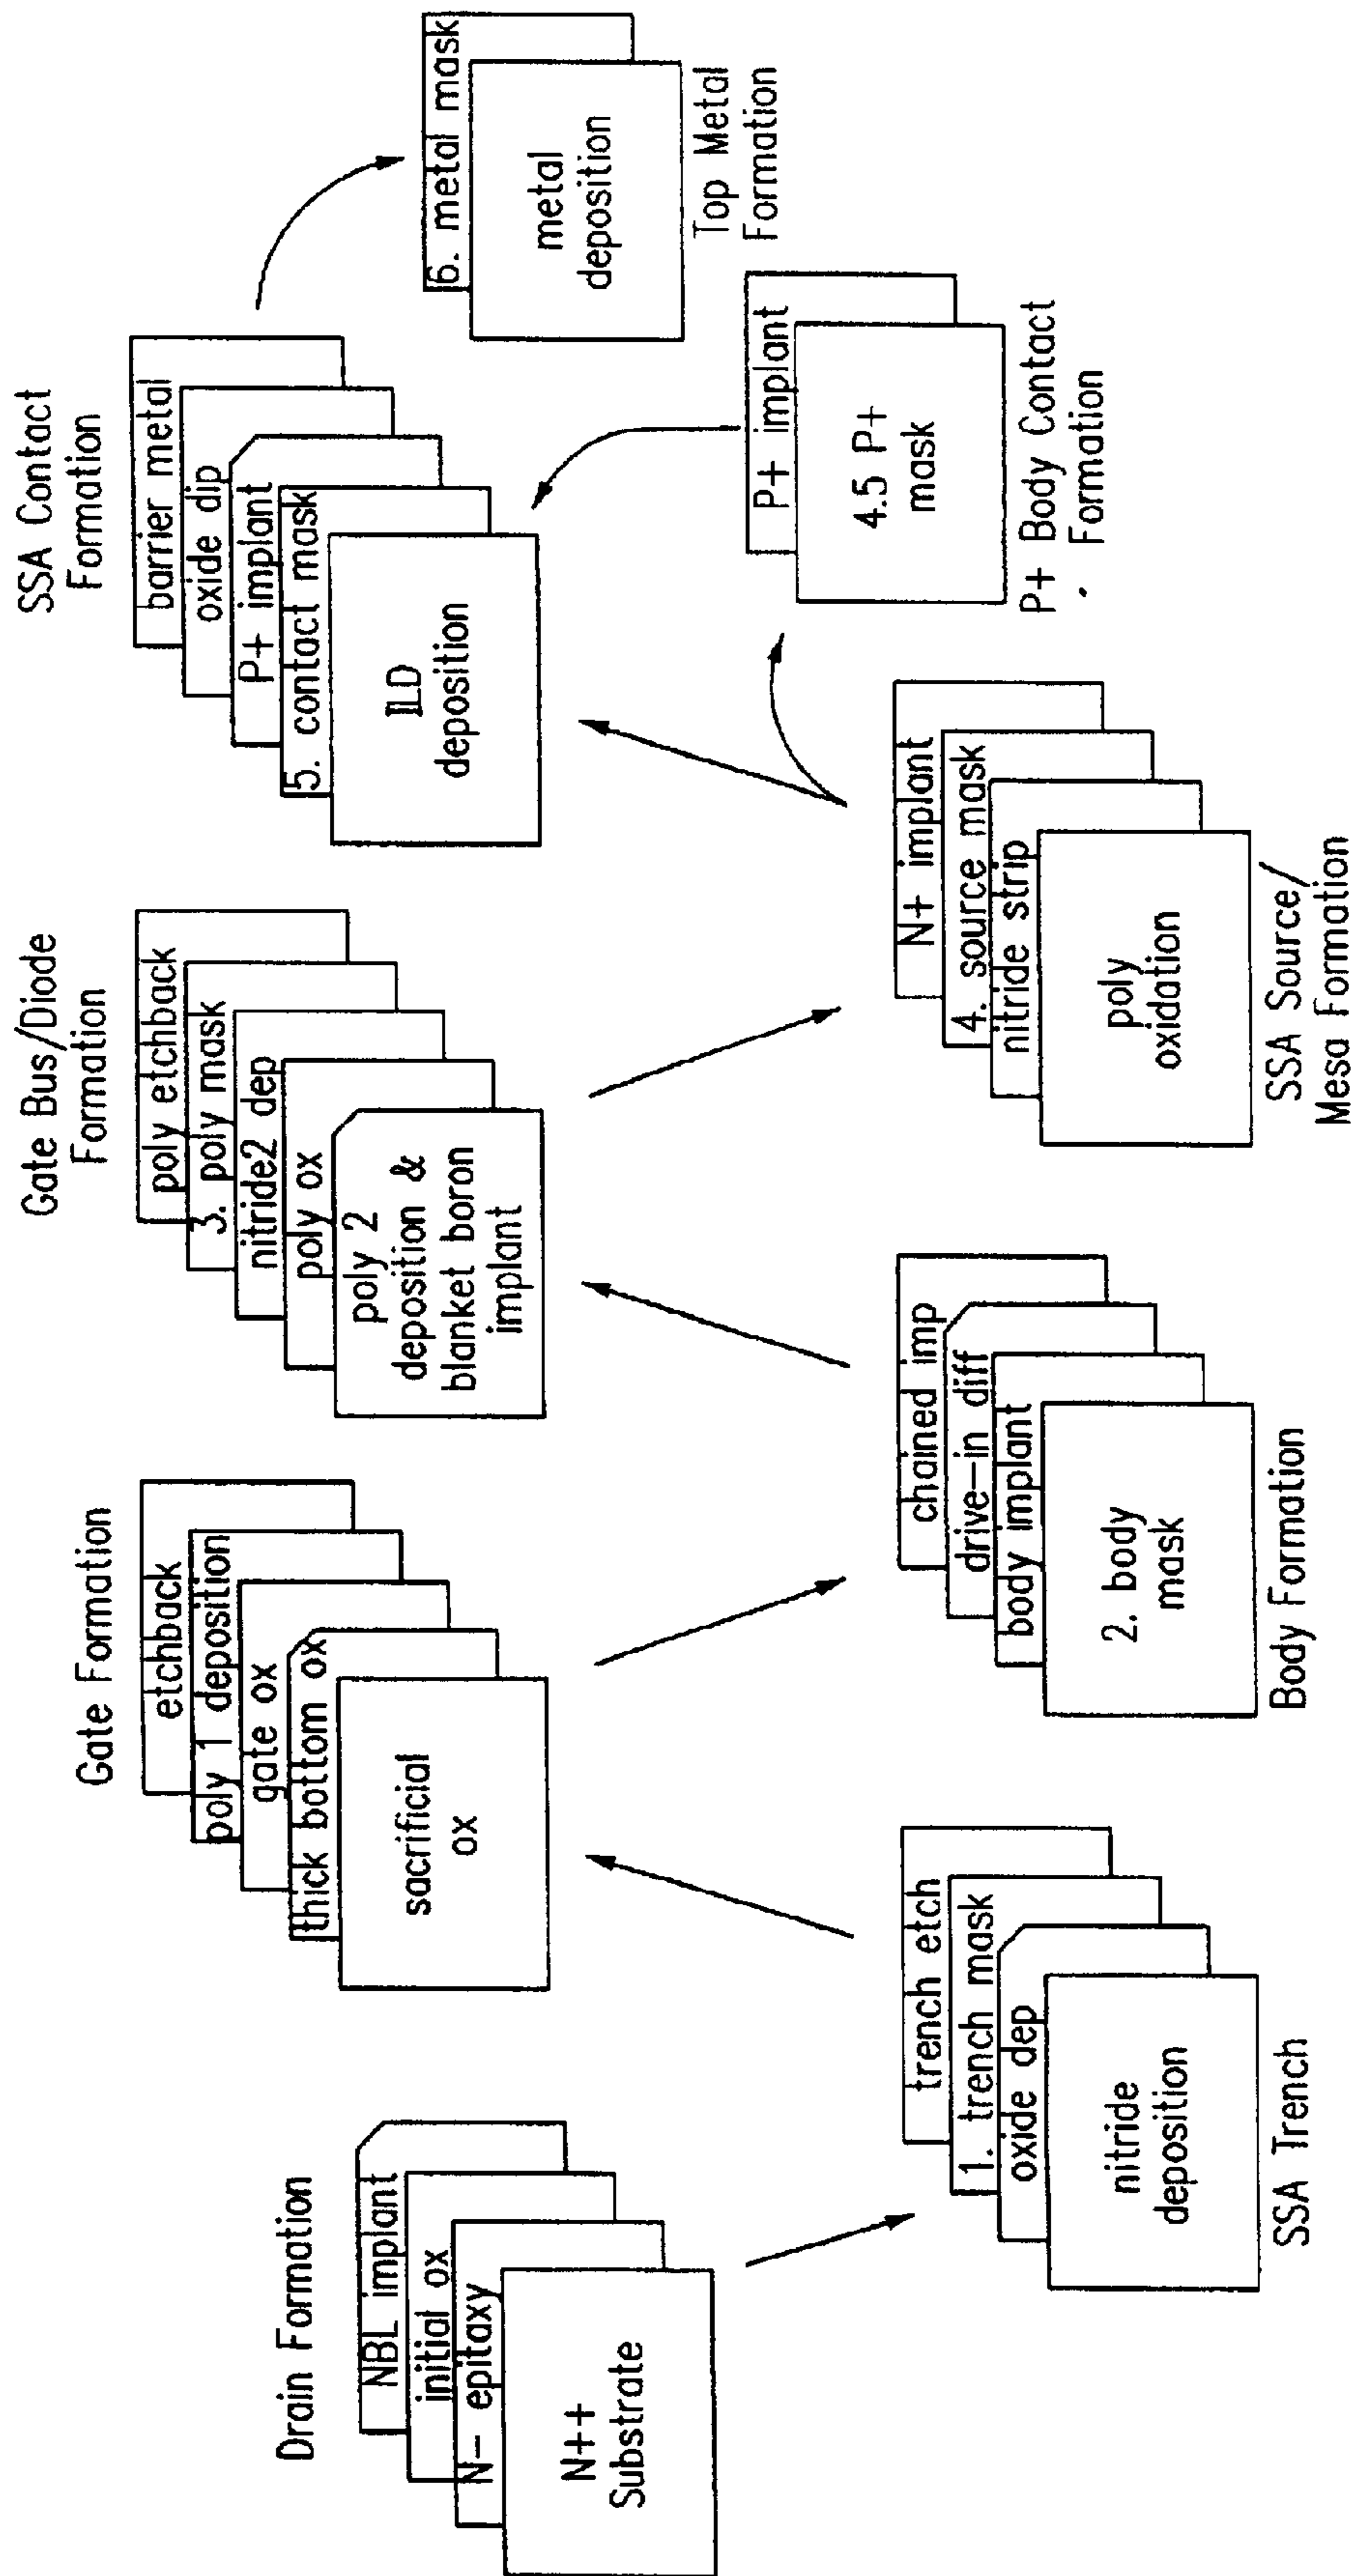 Drain Formation
NBL implant
initial ox
N- epitaxy
N++
Substrate
trench etch
1. trench mask
oxide dep
nitride
deposition
SSA Trench
Gate Formation
etchback
poly 1 deposition
gate ox
thick bottom ox
sacrificial
ox
chained imp
drive-in diff
body implant
2. body
mask
Body Formation
Gate Bus/Diode
Formation
poly etchback
3. poly mask
nitride2 dep
poly ox
poly 2
deposition &
blanket boron
implant
N+ implant
4. source mask
nitride strip
poly
oxidation
SSA Source/
Mesa Formation
SSA Contact
Formation
barrier metal
oxide dip
P+ implant
5. contact mask
ILD
deposition
P+ implant
4.5 P+
mask
P+ Body Contact
Formation
6. metal mask
metal
deposition
Top Metal
Formation